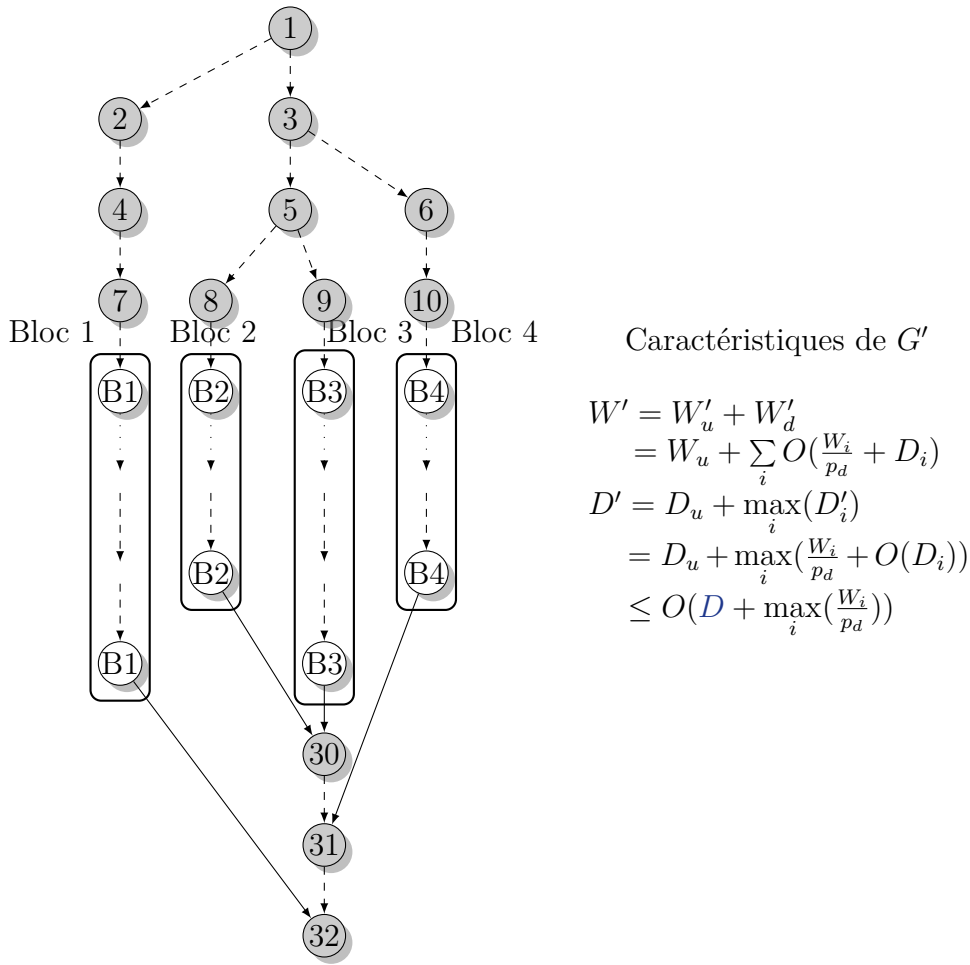 1
2 3
4 5 6
7 8 9 10
Bloc 1 Bloc 2 Bloc 3 Bloc 4
B1 B2 B3 B4
B2 B4
B1 B3
30
31
32
Caractéristiques de G′
W′ = W′_u + W′_d
= W_u + ∑_i O(W_i/p_d + D_i)
D′ = D_u + max_i(D′_i)
= D_u + max_i(W_i/p_d + O(D_i))
≤ O(D + max_i(W_i/p_d))